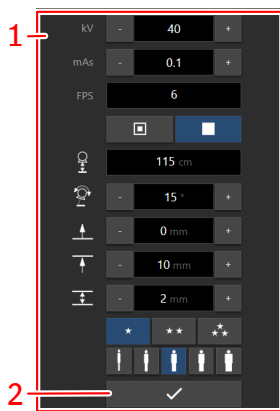 1
kV - 40 +
mAs - 0.1 +
FPS 6
115 cm
- 15 ° +
- 0 mm +
- 10 mm +
- 2 mm +
2